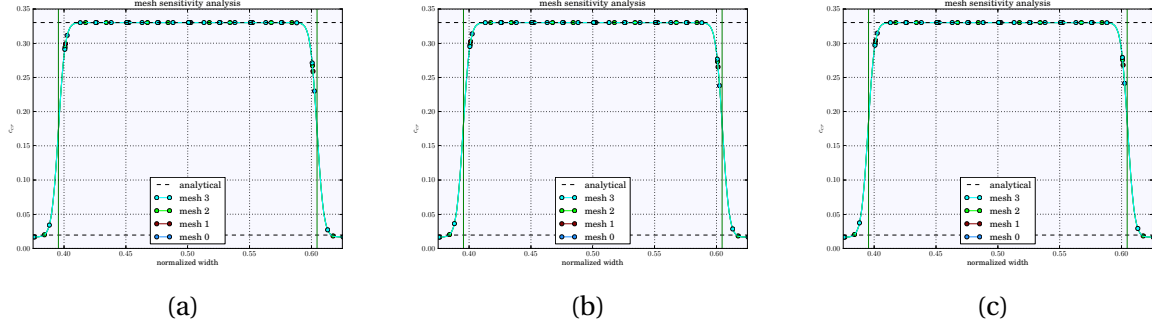 mesh sensitivity analysis
0.35
0.30
0.25
0.20
0.15
0.10
0.05
0.00
0.40 0.45 0.50 0.55 0.60
normalized width
analytical
mesh 3
mesh 2
mesh 1
mesh 0
(a)
mesh sensitivity analysis
0.35
0.30
0.25
0.20
0.15
0.10
0.05
0.00
0.40 0.45 0.50 0.55 0.60
normalized width
analytical
mesh 3
mesh 2
mesh 1
mesh 0
(b)
mesh sensitivity analysis
0.35
0.30
0.25
0.20
0.15
0.10
0.05
0.00
0.40 0.45 0.50 0.55 0.60
normalized width
analytical
mesh 3
mesh 2
mesh 1
mesh 0
(c)